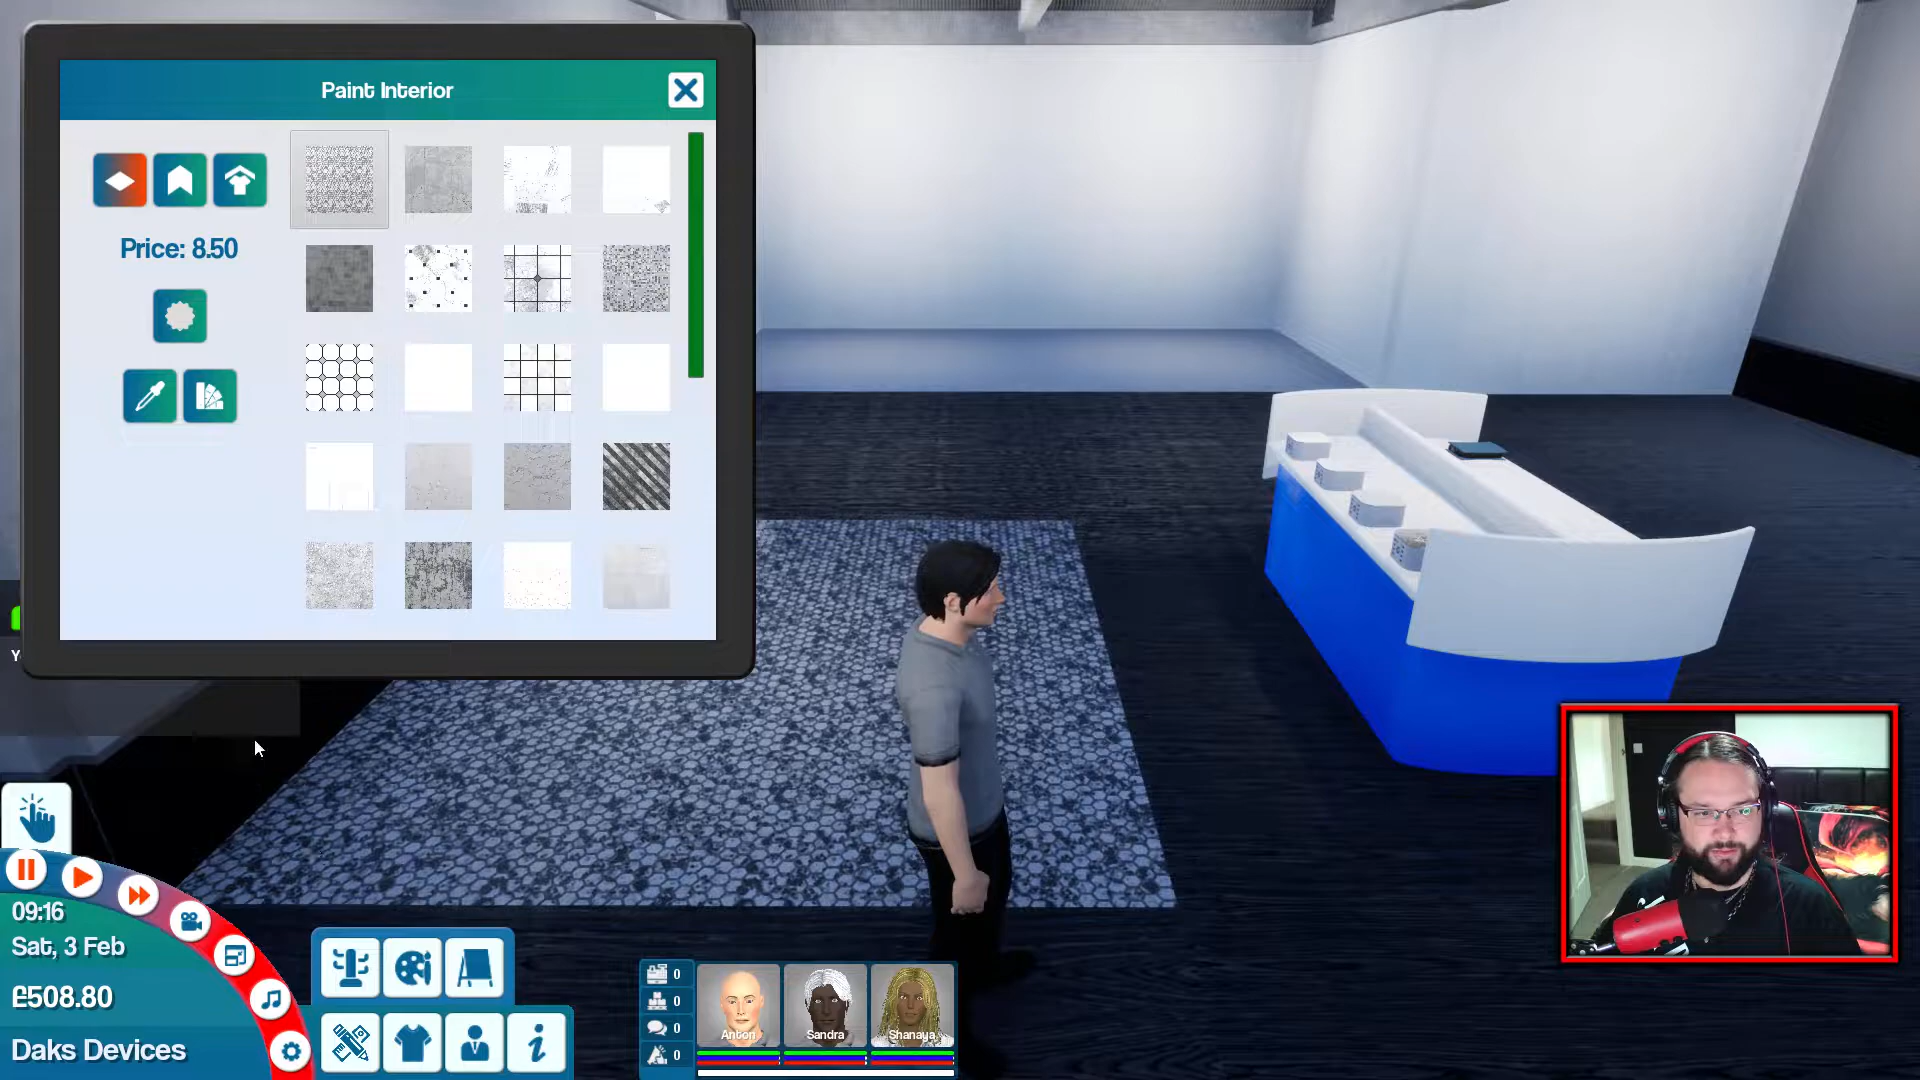 Paint Interior
Price: 8.50
Y
09:16
Sat, 3 Feb
£508.80
Daks Devices
0
0
0
0
Anton
Sandra
Shanaya